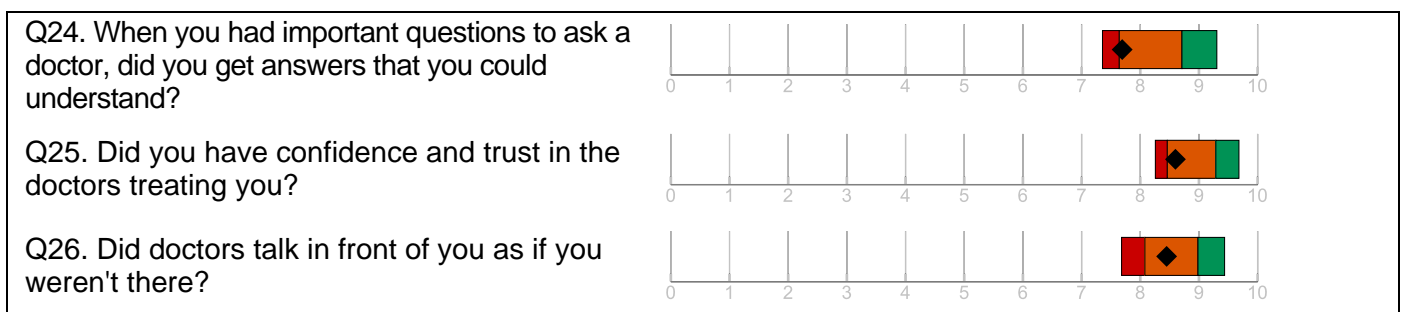 Q24. When you had important questions to ask a
doctor, did you get answers that you could
understand?
0 1 2 3 4 5 6 7 8 9 10
Q25. Did you have confidence and trust in the
doctors treating you?
0 1 2 3 4 5 6 7 8 9 10
Q26. Did doctors talk in front of you as if you
weren't there?
0 1 2 3 4 5 6 7 8 9 10